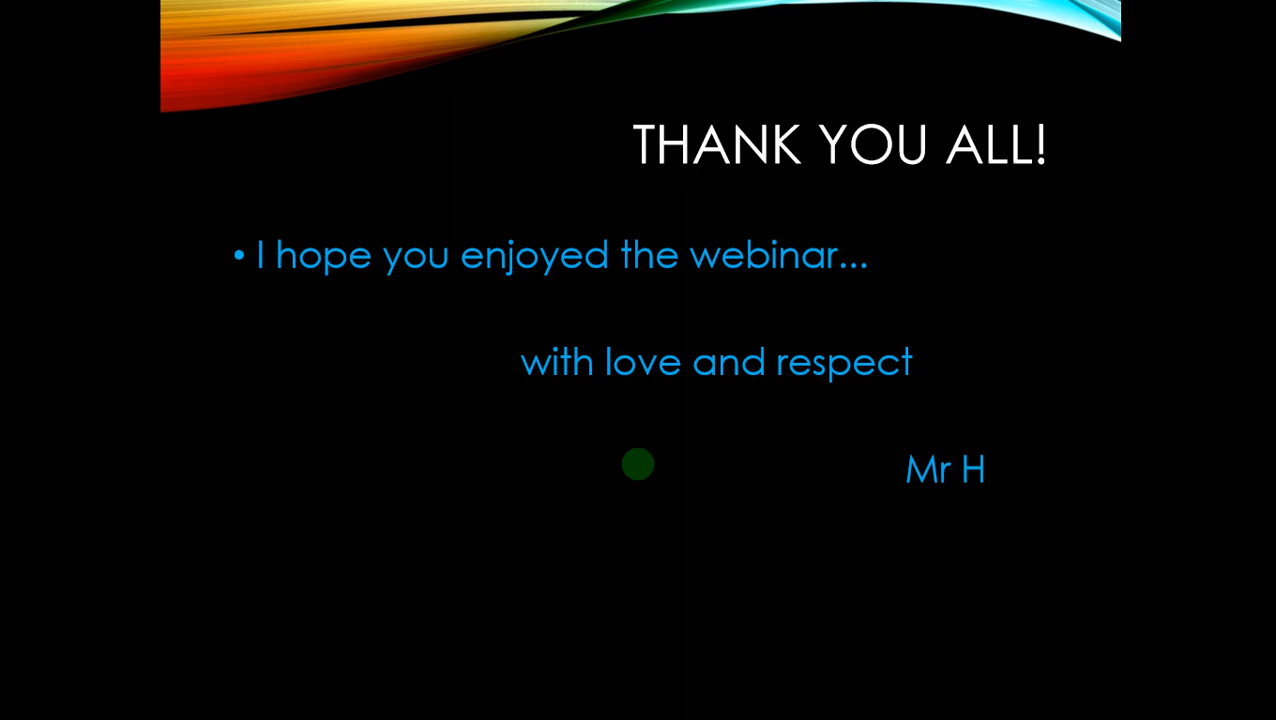 THANK YOU ALL!
• I hope you enjoyed the webinar...
with love and respect
Mr H